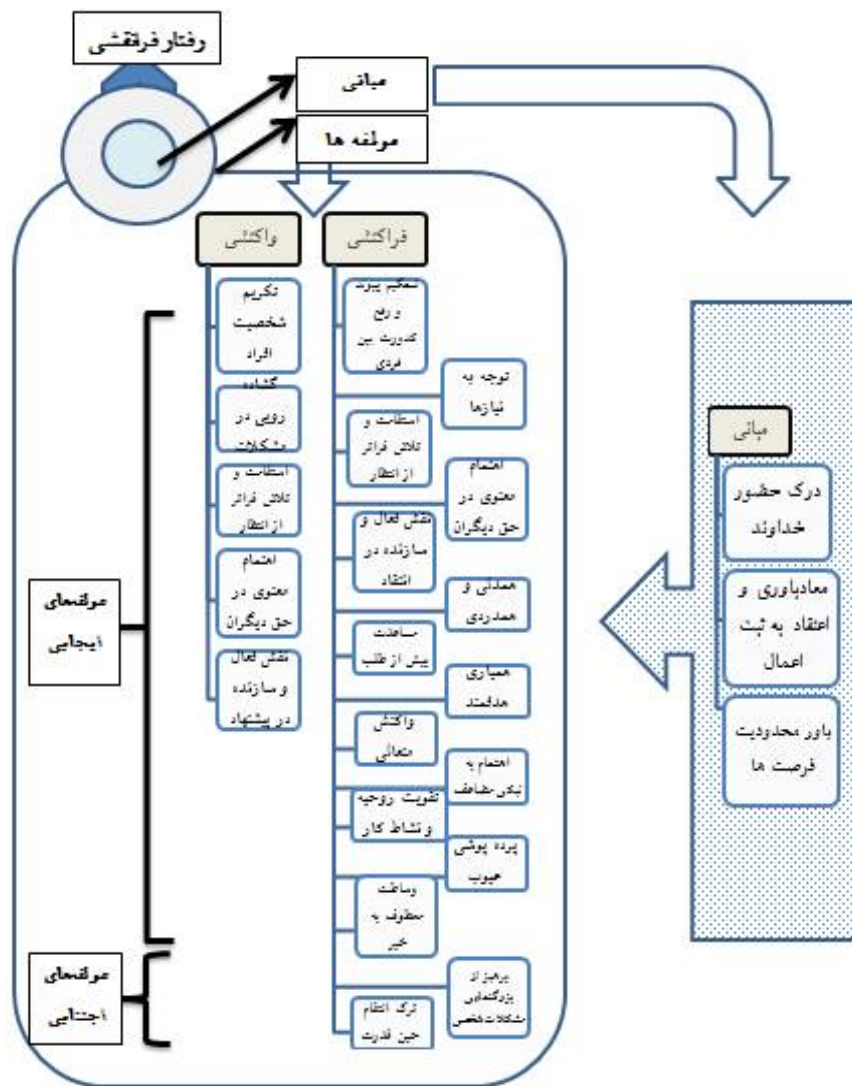 رفتار فرانقشی
مبانی
مولفه ها
فراکنشی
تحکیم پیوند
و رفع
کدورت بین
فردی
توجه به
نیازها
استقامت و
تلاش فراتر
از انتظار
اهتمام
معنوی در
حق دیگران
نقش فعال و
سازنده در
انتقاد
همدلی و
همدردی
مساعدت
پیش از طلب
همیاری
هدفمند
واکنش
متعالی
اهتمام به
نیکی مضاعف
تقویت روحیه
و نشاط کار
پرده پوشی
عیوب
وساطت
معطوف به
خیر
پرهیز از
بزرگنمایی
مشکلات شخصی
ترک انتقام
حین قدرت
واکنشی
تکریم
شخصیت
افراد
گشاده
رویی در
مشکلات
استقامت و
تلاش فراتر
از انتظار
اهتمام
معنوی در
حق دیگران
نقش فعال
و سازنده
در پیشنهاد
مولفه‌های
ایجابی
مولفه‌های
اجتنابی
مبانی
درک حضور
خداوند
معادباوری و
اعتقاد به ثبت
اعمال
باور محدودیت
فرصت ها